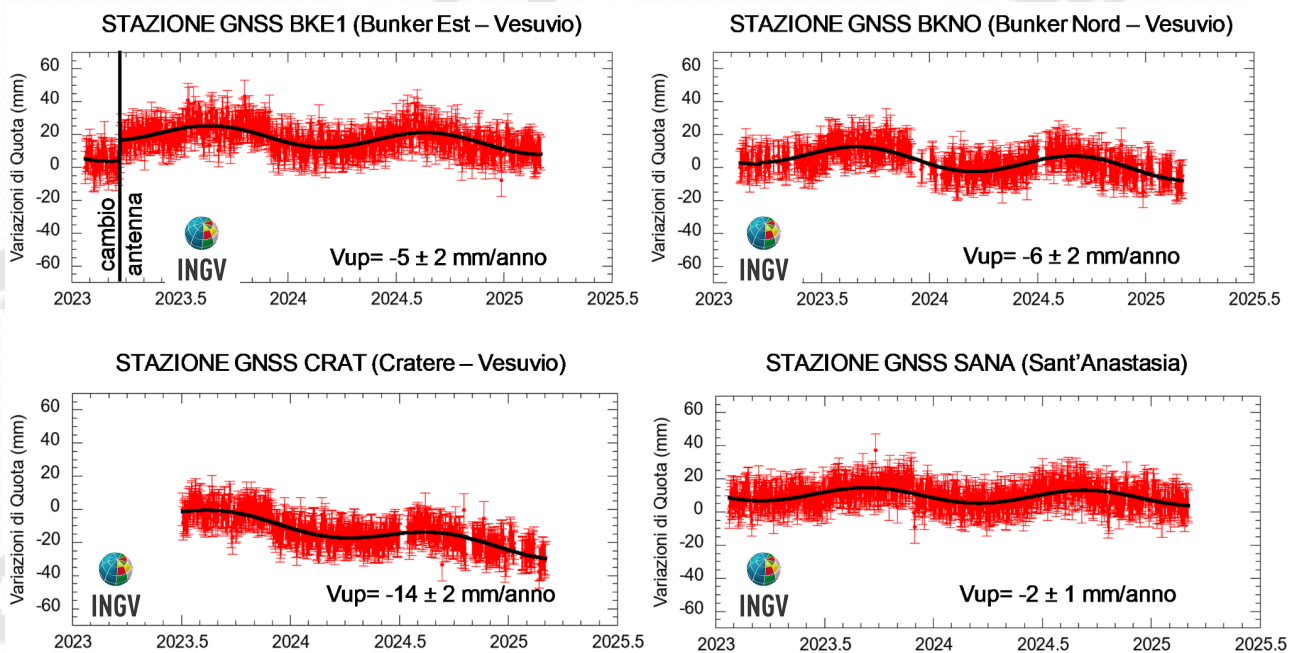 STAZIONE GNSS BKE1 (Bunker Est – Vesuvio)
Variazioni di Quota (mm)
60
40
20
0
-20
-40
-60
cambio
antenna
INGV
Vup= -5 ± 2 mm/anno
2023 2023.5 2024 2024.5 2025 2025.5
STAZIONE GNSS BKNO (Bunker Nord – Vesuvio)
Variazioni di Quota (mm)
60
40
20
0
-20
-40
-60
INGV
Vup= -6 ± 2 mm/anno
2023 2023.5 2024 2024.5 2025 2025.5
STAZIONE GNSS CRAT (Cratere – Vesuvio)
Variazioni di Quota (mm)
60
40
20
0
-20
-40
-60
INGV
Vup= -14 ± 2 mm/anno
2023 2023.5 2024 2024.5 2025 2025.5
STAZIONE GNSS SANA (Sant'Anastasia)
Variazioni di Quota (mm)
60
40
20
0
-20
-40
-60
INGV
Vup= -2 ± 1 mm/anno
2023 2023.5 2024 2024.5 2025 2025.5